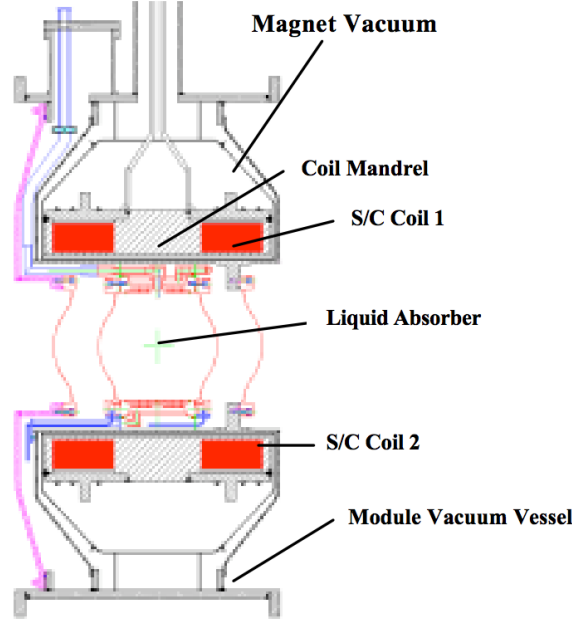 Magnet Vacuum
Coil Mandrel
S/C Coil 1
Liquid Absorber
S/C Coil 2
Module Vacuum Vessel